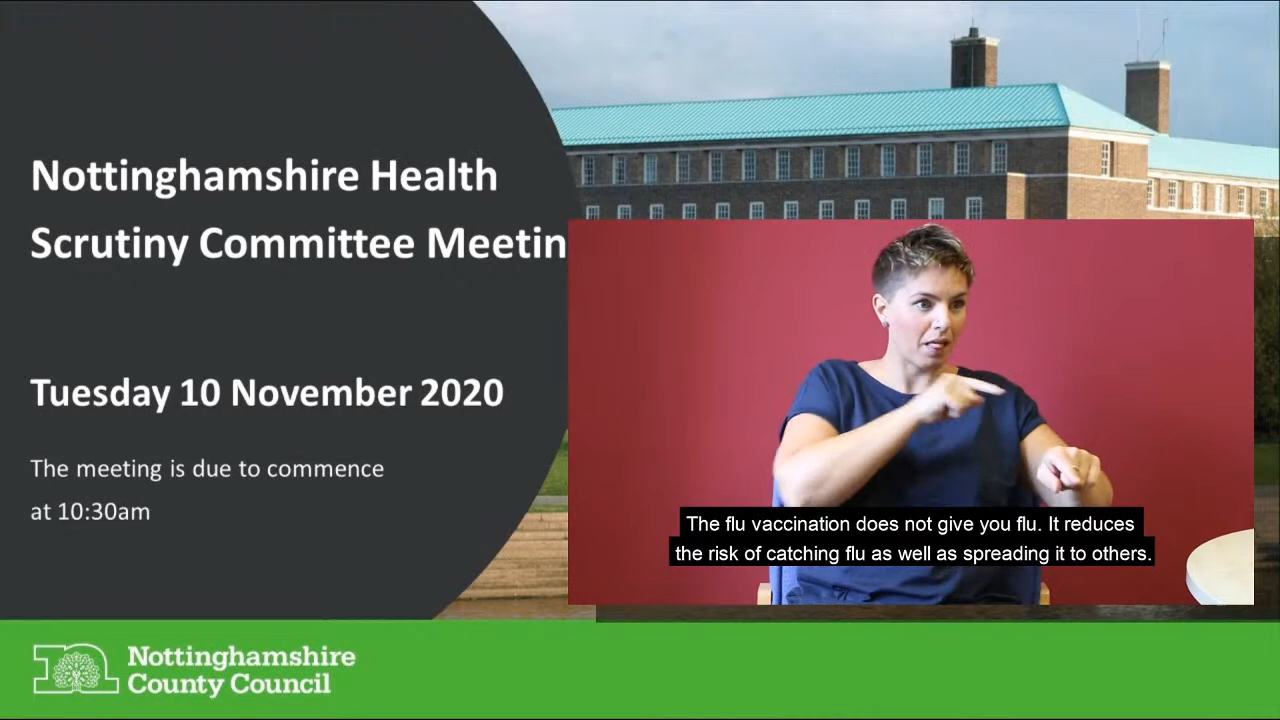 Nottinghamshire Health
Scrutiny Committee Meetin
Tuesday 10 November 2020
The meeting is due to commence
at 10:30am
The flu vaccination does not give you flu. It reduces
the risk of catching flu as well as spreading it to others.
Nottinghamshire
County Council